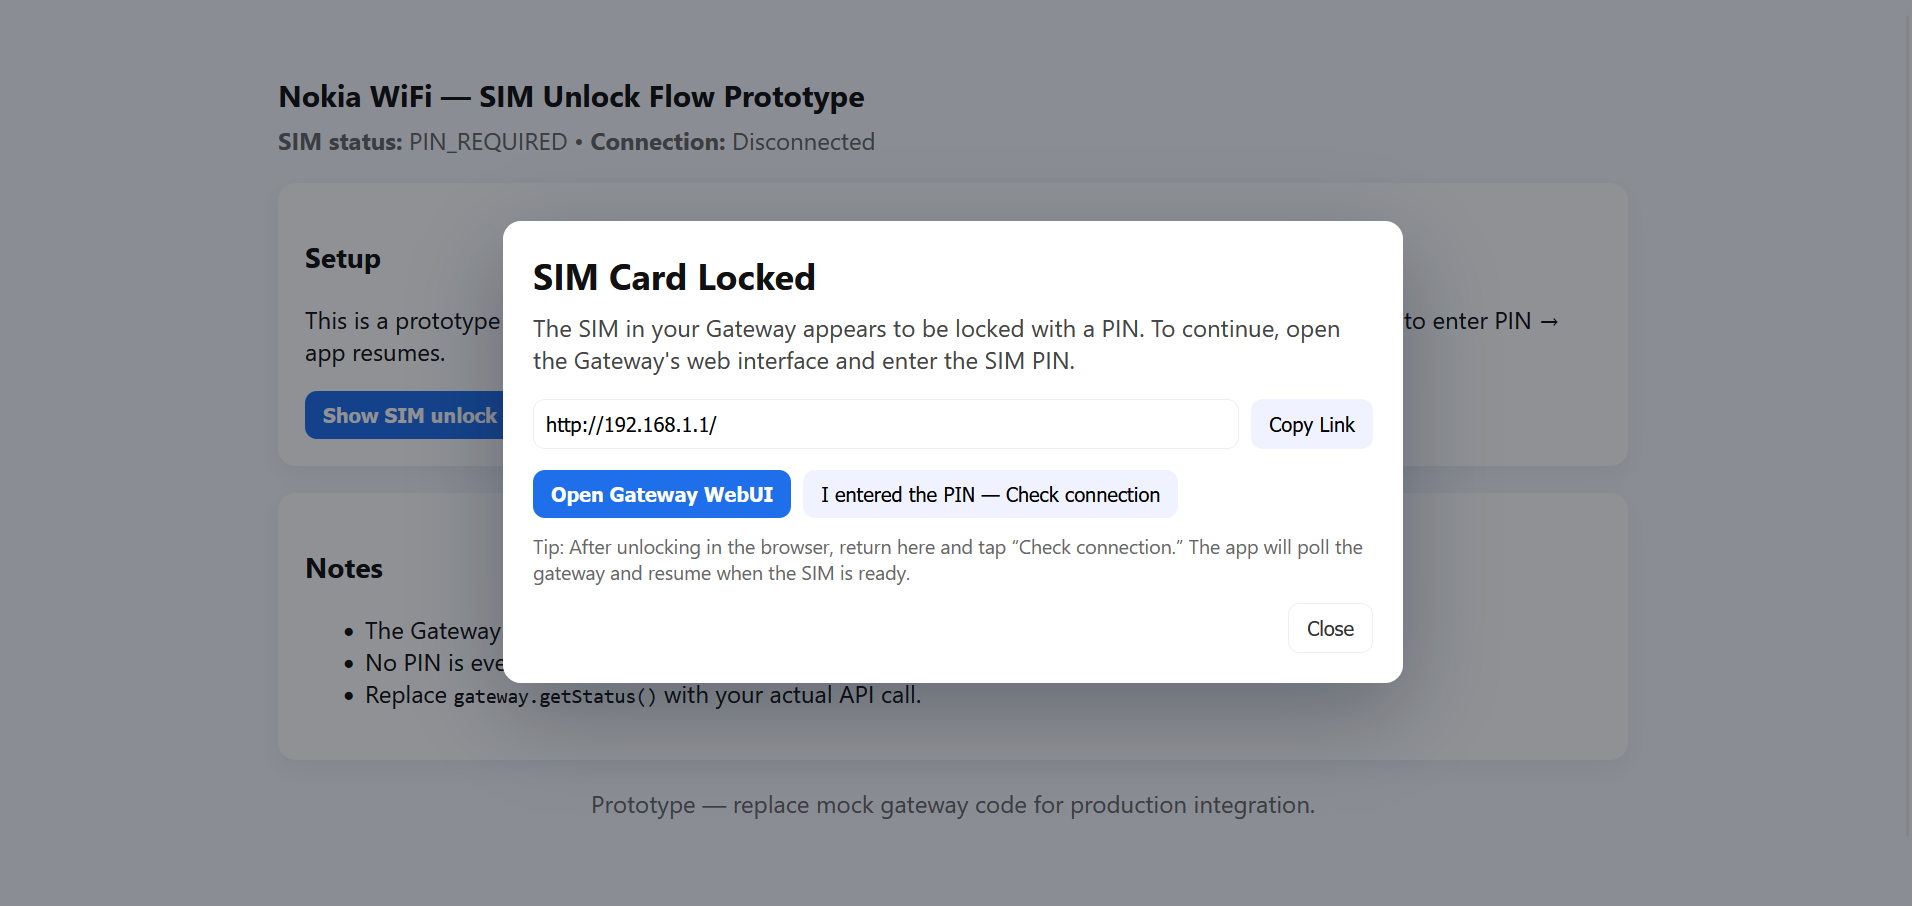 Nokia WiFi — SIM Unlock Flow Prototype
SIM status: PIN_REQUIRED • Connection: Disconnected
Setup
This is a prototype
to enter PIN →
app resumes.
Show SIM unlock
SIM Card Locked
The SIM in your Gateway appears to be locked with a PIN. To continue, open
the Gateway's web interface and enter the SIM PIN.
http://192.168.1.1/
Copy Link
Open Gateway WebUI
I entered the PIN — Check connection
Tip: After unlocking in the browser, return here and tap “Check connection.” The app will poll the
gateway and resume when the SIM is ready.
Close
Notes
• The Gateway
• No PIN is eve
• Replace gateway.getStatus() with your actual API call.
Prototype — replace mock gateway code for production integration.